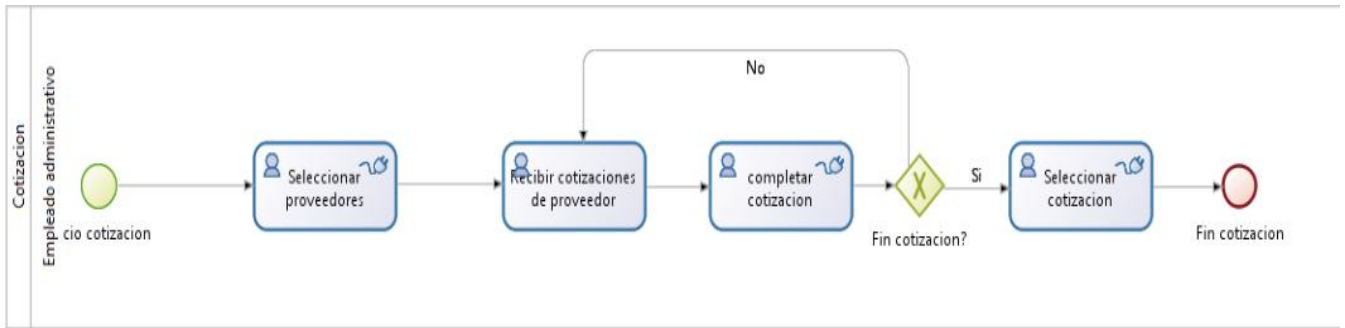 Cotizacion
Empleado administrativo
cio cotizacion
Seleccionar
proveedores
Recibir cotizaciones
de proveedor
completar
cotizacion
No
Fin cotizacion?
Si
Seleccionar
cotizacion
Fin cotizacion